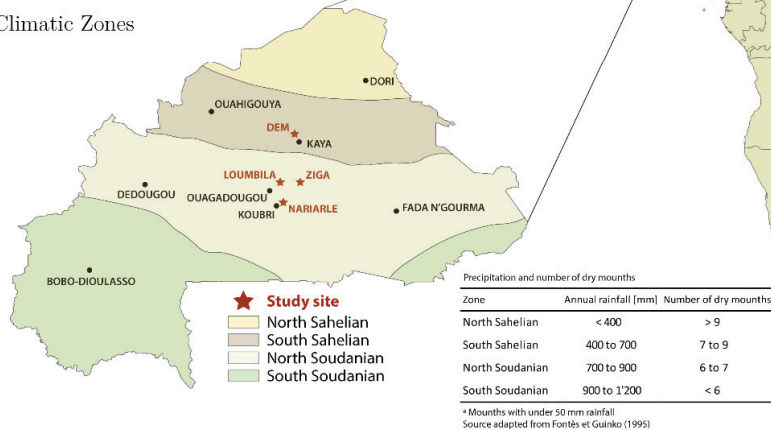 Climatic Zones
DORI
OUAHIGOUYA
DEM
KAYA
LOUMBILA
ZIGA
DEDOUGOU
OUAGADOUGOU
KOUBRI
NARIARLE
FADA N'GOURMA
BOBO-DIOULASSO
Study site
North Sahelian
South Sahelian
North Soudanian
South Soudanian
Precipitation and number of dry mounths
Zone Annual rainfall [mm] Number of dry mounths
North Sahelian < 400 > 9
South Sahelian 400 to 700 7 to 9
North Soudanian 700 to 900 6 to 7
South Soudanian 900 to 1'200 < 6
ª Mounths with under 50 mm rainfall
Source adapted from Fontès et Guinko (1995)